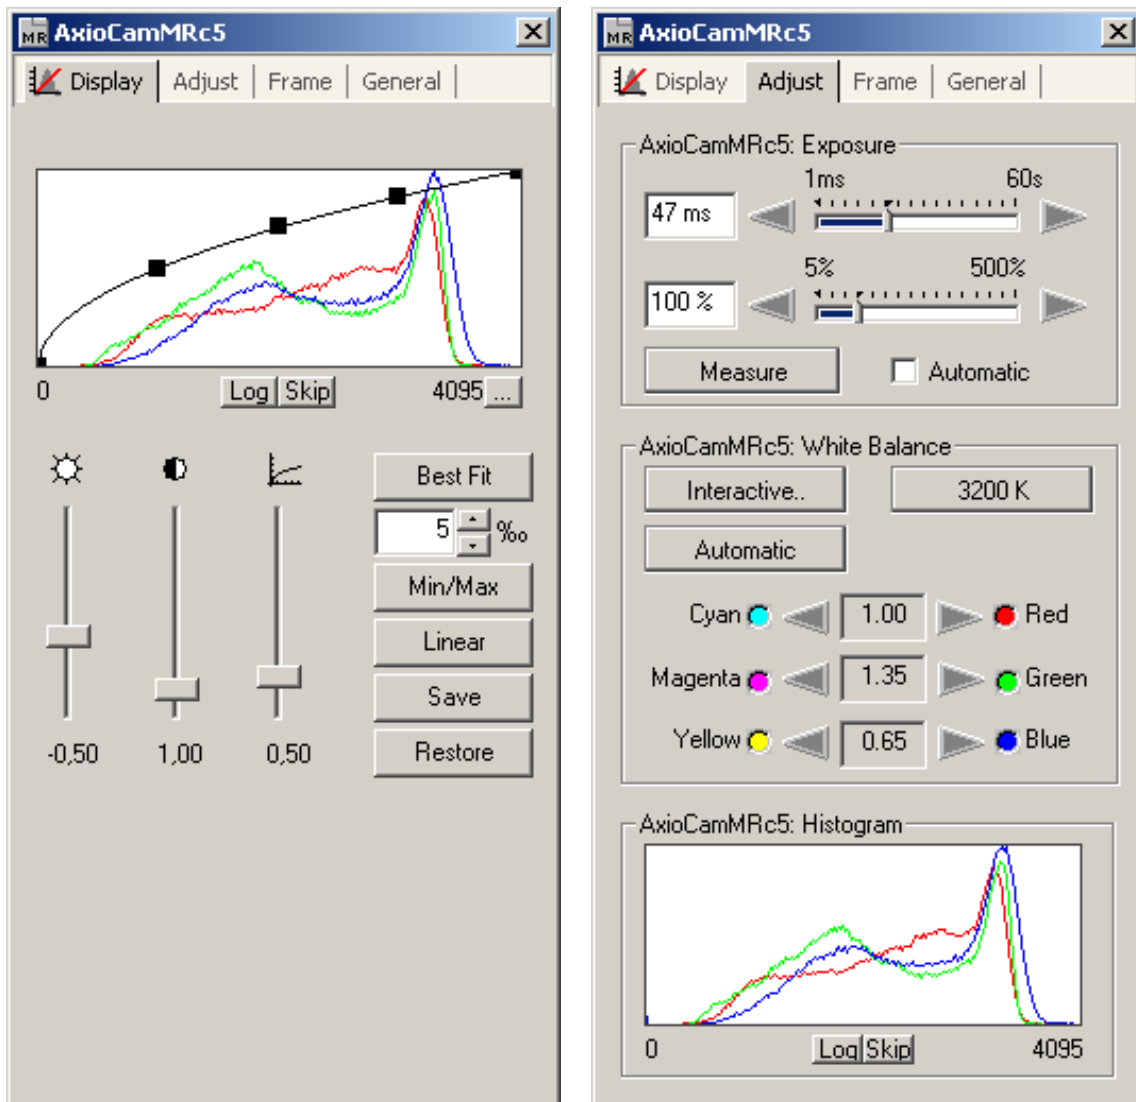 MR AxioCamMRc5
Display Adjust Frame General
0 Log Skip 4095 ...
Best Fit
5 ‰
Min/Max
Linear
Save
Restore
-0,50 1,00 0,50
MR AxioCamMRc5
Display Adjust Frame General
AxioCamMRc5: Exposure
1ms 60s
47 ms
5% 500%
100 %
Measure Automatic
AxioCamMRc5: White Balance
Interactive.. 3200 K
Automatic
Cyan 1.00 Red
Magenta 1.35 Green
Yellow 0.65 Blue
AxioCamMRc5: Histogram
0 Log Skip 4095